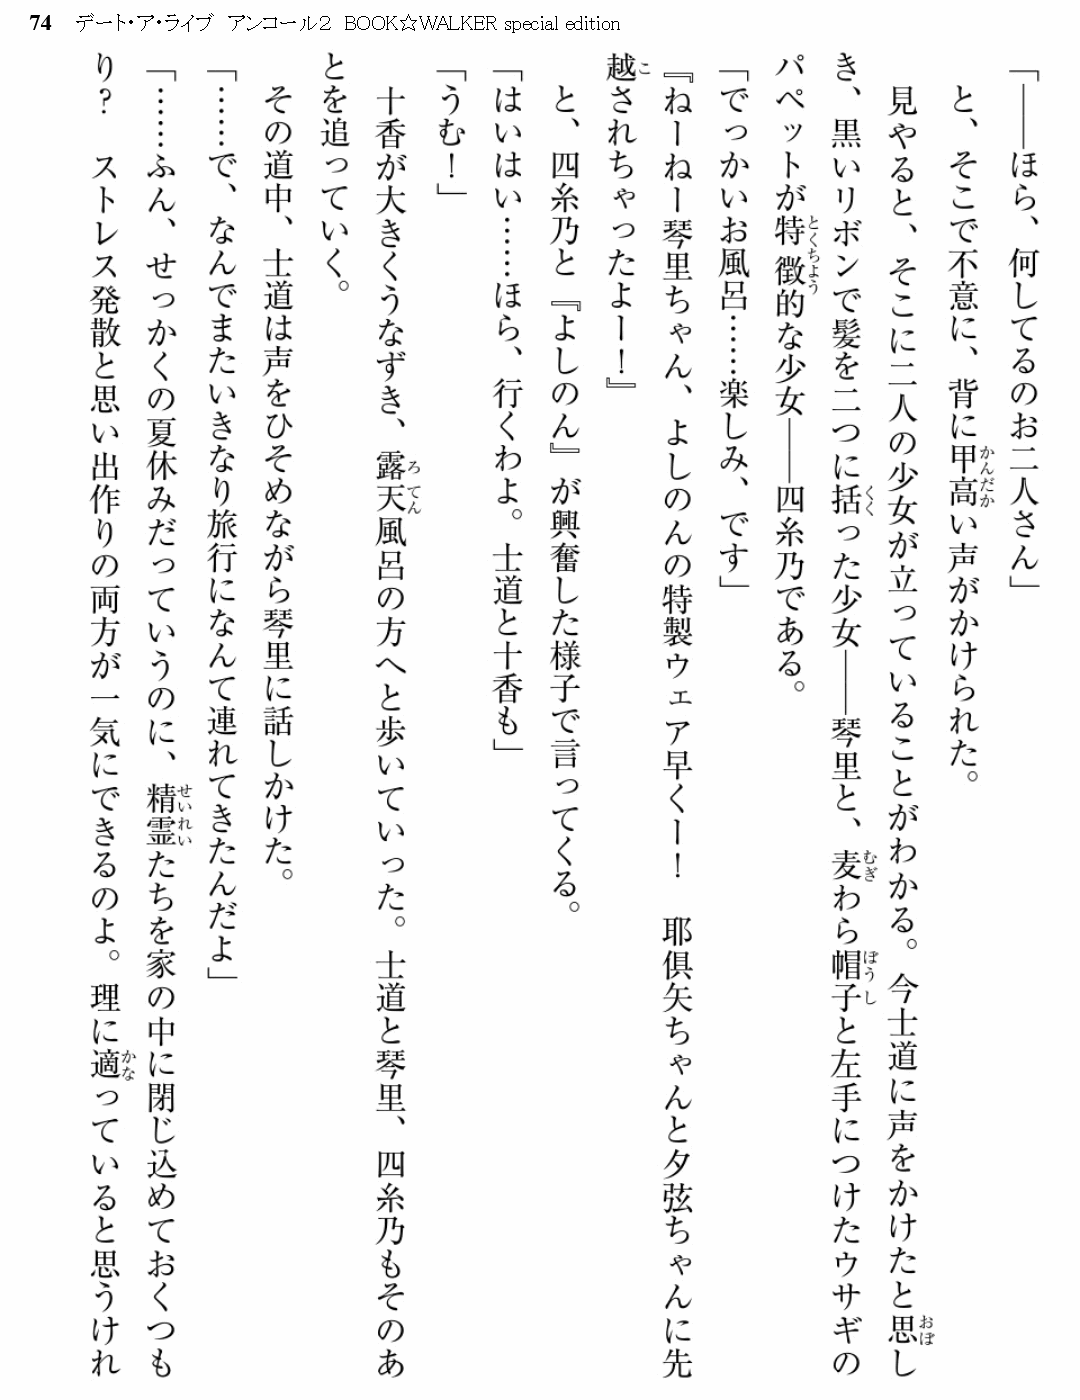 74 デート・ア・ライブ アンコール2 BOOK☆WALKER special edition
「――ほら、何してるのお二人さん」
　と、そこで不意に、背に甲高い声がかけられた。
　見やると、そこに二人の少女が立っていることがわかる。今士道に声をかけたと思し
き、黒いリボンで髪を二つに括った少女――琴里と、麦わら帽子と左手につけたウサギの
パペットが特徴的な少女――四糸乃である。
「でっかいお風呂……楽しみ、です」
『ねーねー琴里ちゃん、よしのんの特製ウェア早くー！　耶倶矢ちゃんと夕弦ちゃんに先
越されちゃったよー！』
　と、四糸乃と『よしのん』が興奮した様子で言ってくる。
「はいはい……ほら、行くわよ。士道と十香も」
「うむ！」
　十香が大きくうなずき、露天風呂の方へと歩いていった。士道と琴里、四糸乃もそのあ
とを追っていく。
　その道中、士道は声をひそめながら琴里に話しかけた。
「……で、なんでまたいきなり旅行になんて連れてきたんだよ」
「……ふん、せっかくの夏休みだっていうのに、精霊たちを家の中に閉じ込めておくつも
り？　ストレス発散と思い出作りの両方が一気にできるのよ。理に適っていると思うけれ